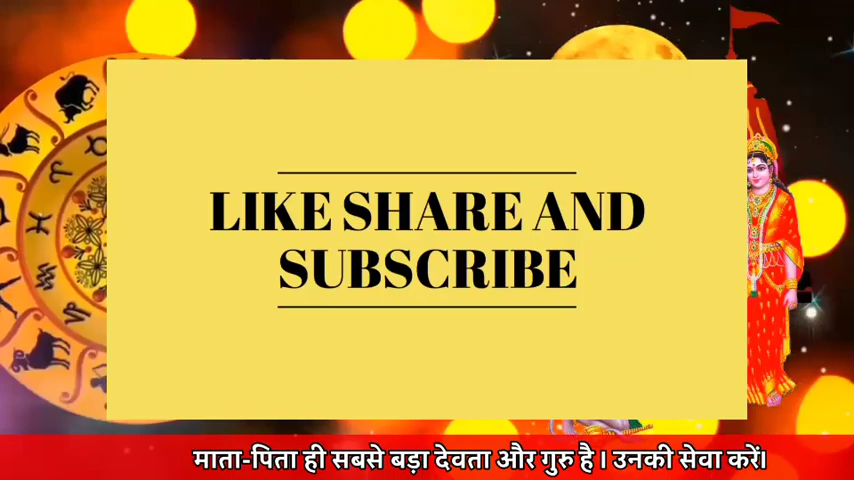 LIKE SHARE AND
SUBSCRIBE
माता-पिता ही सबसे बड़ा देवता और गुरु है । उनकी सेवा करें।